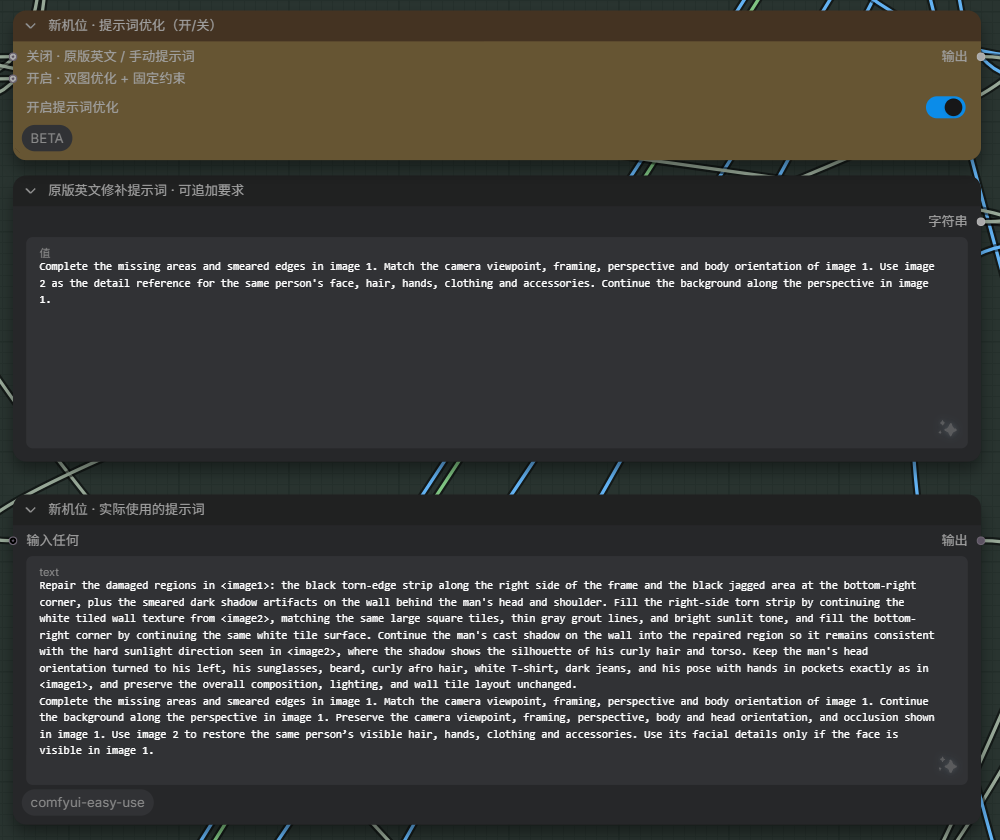 新机位 · 提示词优化（开/关）
关闭 · 原版英文 / 手动提示词
输出
开启 · 双图优化 + 固定约束
开启提示词优化
BETA
原版英文修补提示词 · 可追加要求
字符串
值
Complete the missing areas and smeared edges in image 1. Match the camera viewpoint, framing, perspective and body orientation of image 1. Use image
2 as the detail reference for the same person's face, hair, hands, clothing and accessories. Continue the background along the perspective in image
1.
新机位 · 实际使用的提示词
输入任何
输出
text
Repair the damaged regions in <image1>: the black torn-edge strip along the right side of the frame and the black jagged area at the bottom-right
corner, plus the smeared dark shadow artifacts on the wall behind the man's head and shoulder. Fill the right-side torn strip by continuing the
white tiled wall texture from <image2>, matching the same large square tiles, thin gray grout lines, and bright sunlit tone, and fill the bottom-
right corner by continuing the same white tile surface. Continue the man's cast shadow on the wall into the repaired region so it remains consistent
with the hard sunlight direction seen in <image2>, where the shadow shows the silhouette of his curly hair and torso. Keep the man's head
orientation turned to his left, his sunglasses, beard, curly afro hair, white T-shirt, dark jeans, and his pose with hands in pockets exactly as in
<image1>, and preserve the overall composition, lighting, and wall tile layout unchanged.
Complete the missing areas and smeared edges in image 1. Match the camera viewpoint, framing, perspective and body orientation of image 1. Continue
the background along the perspective in image 1. Preserve the camera viewpoint, framing, perspective, body and head orientation, and occlusion shown
in image 1. Use image 2 to restore the same person’s visible hair, hands, clothing and accessories. Use its facial details only if the face is
visible in image 1.
comfyui-easy-use